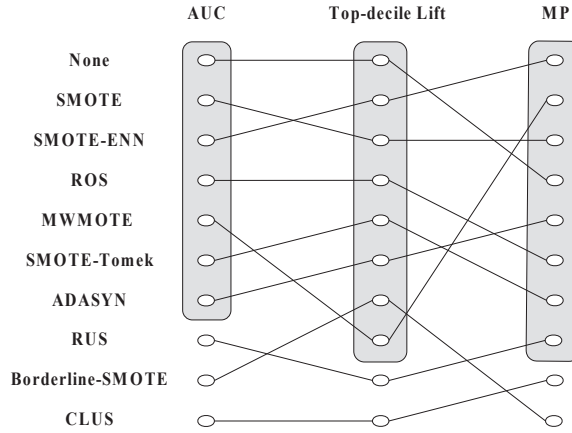 AUC Top-decile Lift MP
None
SMOTE
SMOTE-ENN
ROS
MWMOTE
SMOTE-Tomek
ADASYN
RUS
Borderline-SMOTE
CLUS